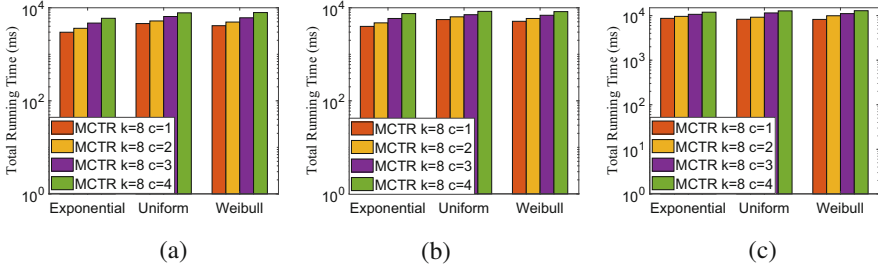 Total Running Time (ms)
10^4
10^2
10^0
MCTR k=8 c=1
MCTR k=8 c=2
MCTR k=8 c=3
MCTR k=8 c=4
Exponential Uniform Weibull
(a)
Total Running Time (ms)
10^4
10^2
10^0
MCTR k=8 c=1
MCTR k=8 c=2
MCTR k=8 c=3
MCTR k=8 c=4
Exponential Uniform Weibull
(b)
Total Running Time (ms)
10^4
10^3
10^2
10^1
10^0
MCTR k=8 c=1
MCTR k=8 c=2
MCTR k=8 c=3
MCTR k=8 c=4
Exponential Uniform Weibull
(c)